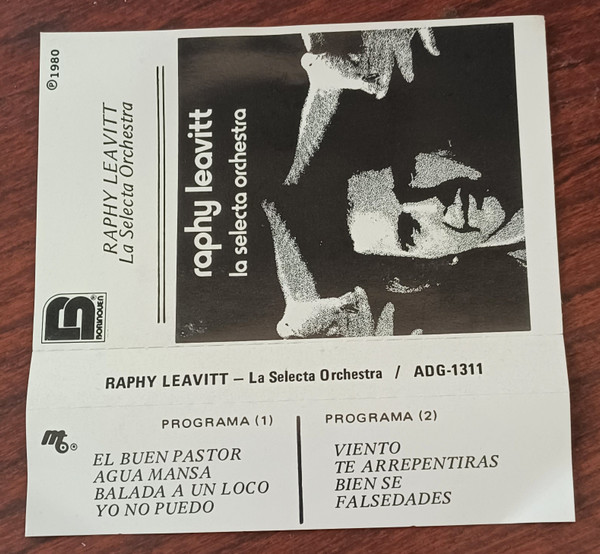 ℗1980
RAPHY LEAVITT
La Selecta Orchestra
raphy leavitt
la selecta orchestra
BORINQUEN®
RAPHY LEAVITT – La Selecta Orchestra / ADG-1311
PROGRAMA (1)
EL BUEN PASTOR
AGUA MANSA
BALADA A UN LOCO
YO NO PUEDO
PROGRAMA (2)
VIENTO
TE ARREPENTIRAS
BIEN SE
FALSEDADES